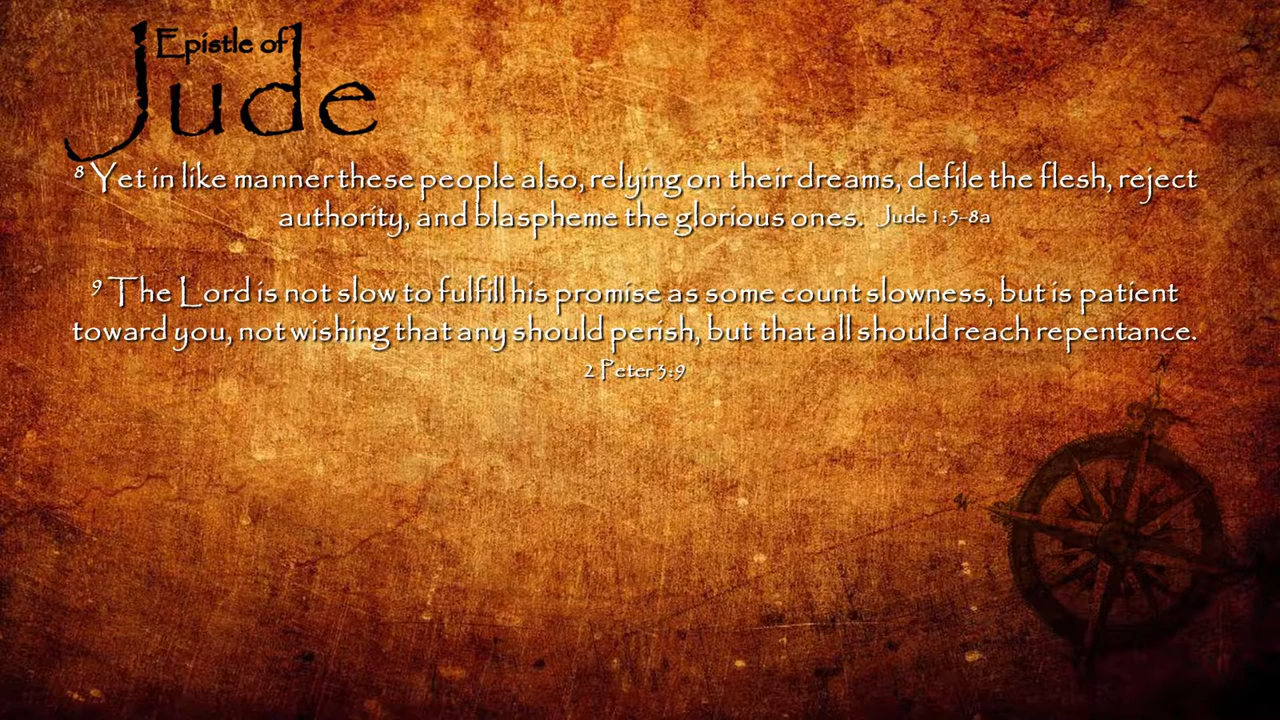 Epistle of
Jude
⁸ Yet in like manner these people also, relying on their dreams, defile the flesh, reject
authority, and blaspheme the glorious ones. Jude 1:5-8a
⁹ The Lord is not slow to fulfill his promise as some count slowness, but is patient
toward you, not wishing that any should perish, but that all should reach repentance.
2 Peter 3:9
N
W